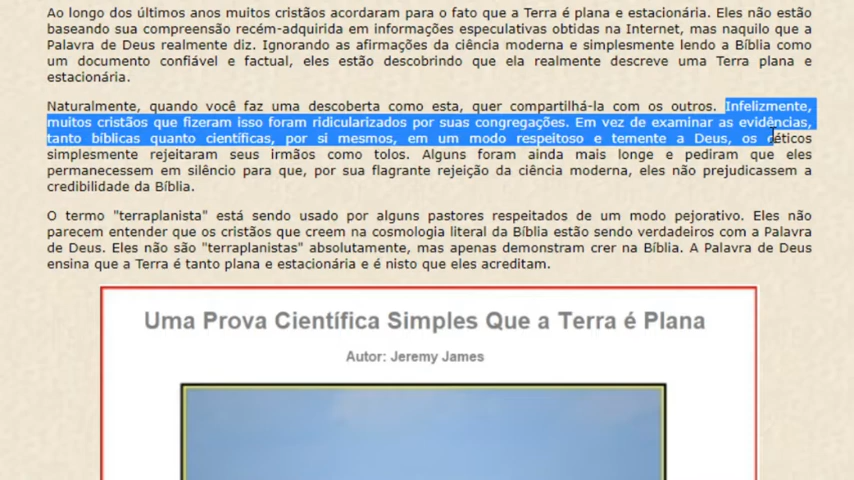 Ao longo dos últimos anos muitos cristãos acordaram para o fato que a Terra é plana e estacionária. Eles não estão
baseando sua compreensão recém-adquirida em informações especulativas obtidas na Internet, mas naquilo que a
Palavra de Deus realmente diz. Ignorando as afirmações da ciência moderna e simplesmente lendo a Bíblia como
um documento confiável e factual, eles estão descobrindo que ela realmente descreve uma Terra plana e
estacionária.
Naturalmente, quando você faz uma descoberta como esta, quer compartilhá-la com os outros. Infelizmente,
muitos cristãos que fizeram isso foram ridicularizados por suas congregações. Em vez de examinar as evidências,
tanto bíblicas quanto científicas, por si mesmos, em um modo respeitoso e temente a Deus, os céticos
simplesmente rejeitaram seus irmãos como tolos. Alguns foram ainda mais longe e pediram que eles
permanecessem em silêncio para que, por sua flagrante rejeição da ciência moderna, eles não prejudicassem a
credibilidade da Bíblia.
O termo "terraplanista" está sendo usado por alguns pastores respeitados de um modo pejorativo. Eles não
parecem entender que os cristãos que creem na cosmologia literal da Bíblia estão sendo verdadeiros com a Palavra
de Deus. Eles não são "terraplanistas" absolutamente, mas apenas demonstram crer na Bíblia. A Palavra de Deus
ensina que a Terra é tanto plana e estacionária e é nisto que eles acreditam.
Uma Prova Científica Simples Que a Terra é Plana
Autor: Jeremy James